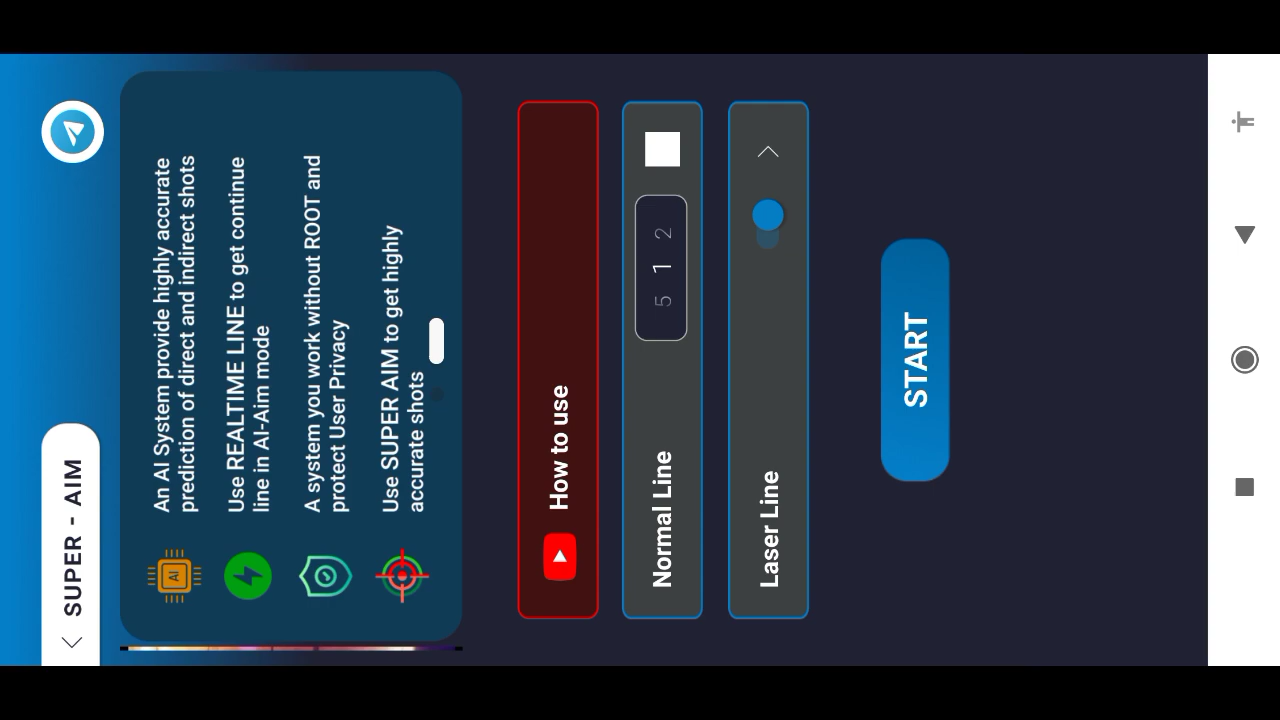 SUPER - AIM
An AI System provide highly accurate
prediction of direct and indirect shots
Use REALTIME LINE to get continue
line in AI-Aim mode
A system you work without ROOT and
protect User Privacy
Use SUPER AIM to get highly
accurate shots
AI
How to use
Normal Line
5 1 2
Laser Line
START